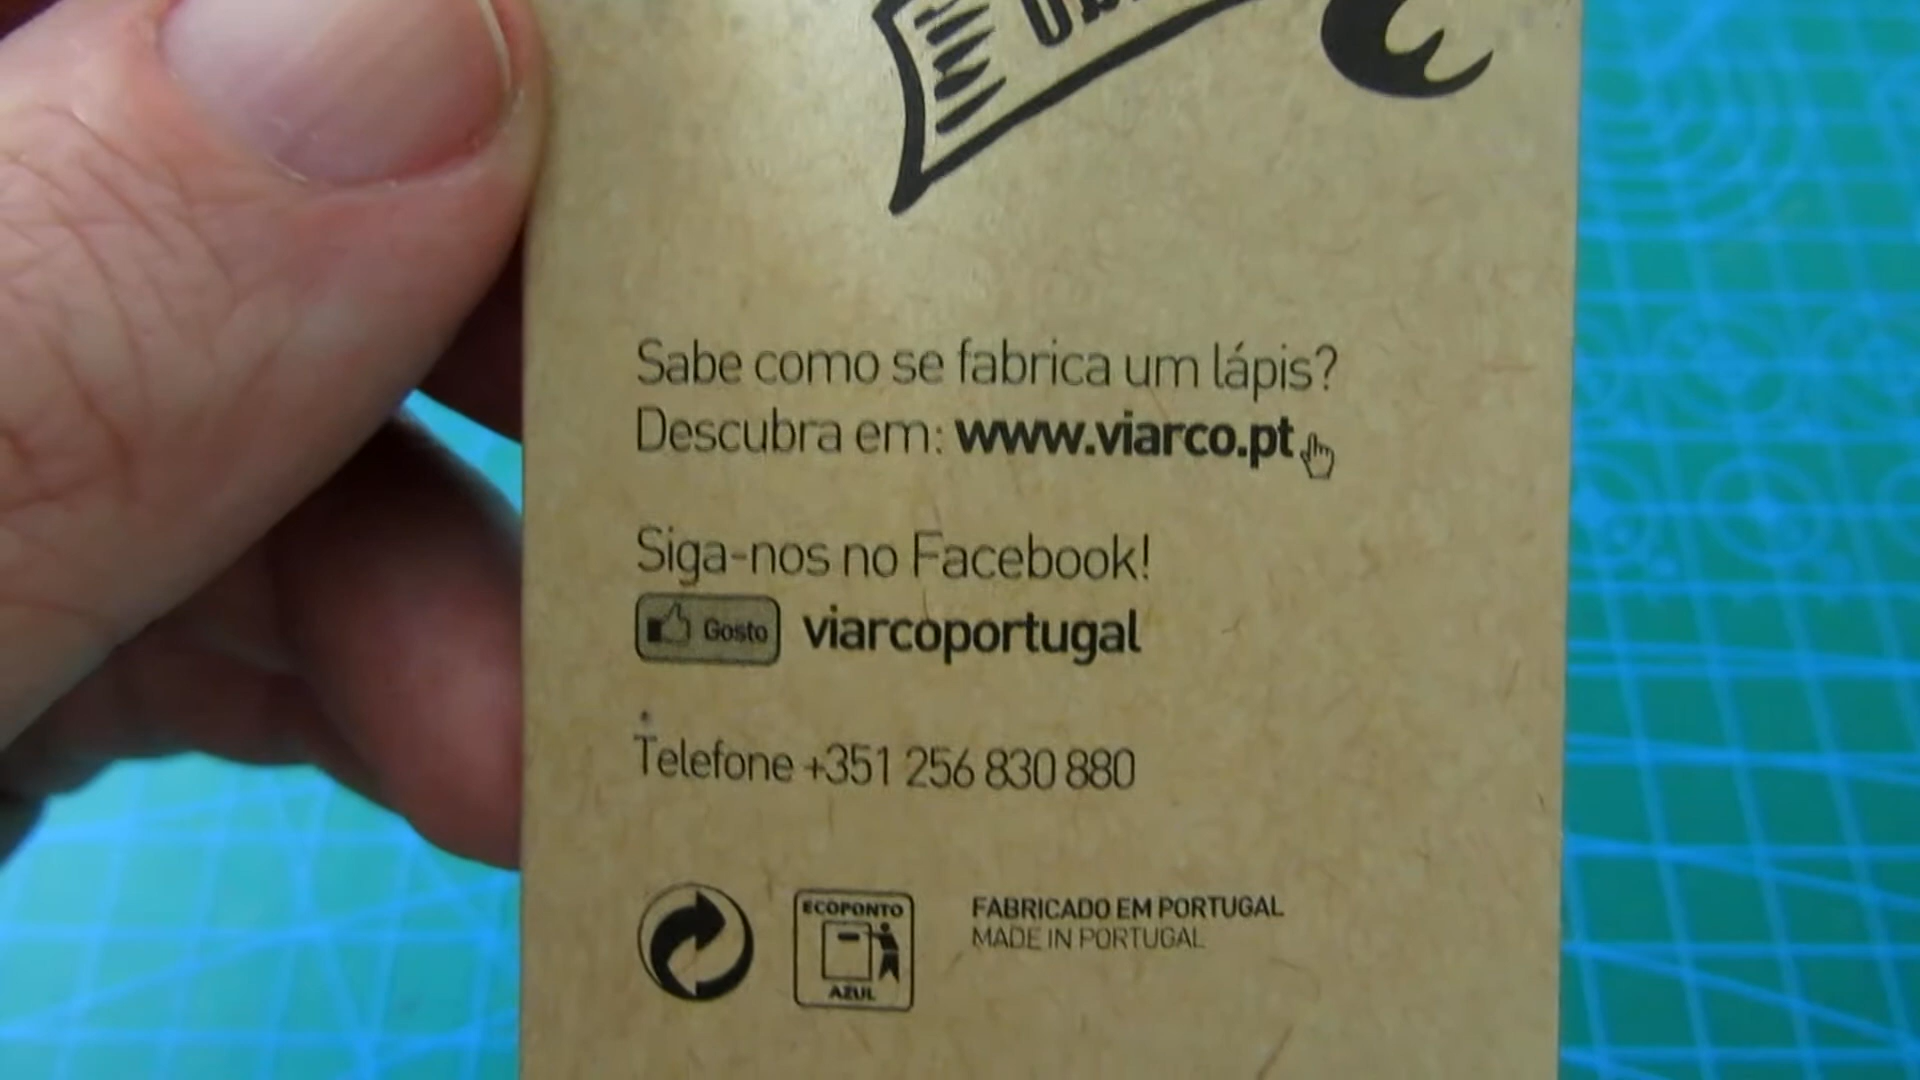 Sabe como se fabrica um lápis?
Descubra em: www.viarco.pt
Siga-nos no Facebook!
Gosto viarcoportugal
Telefone +351 256 830 880
ECOPONTO
AZUL
FABRICADO EM PORTUGAL
MADE IN PORTUGAL